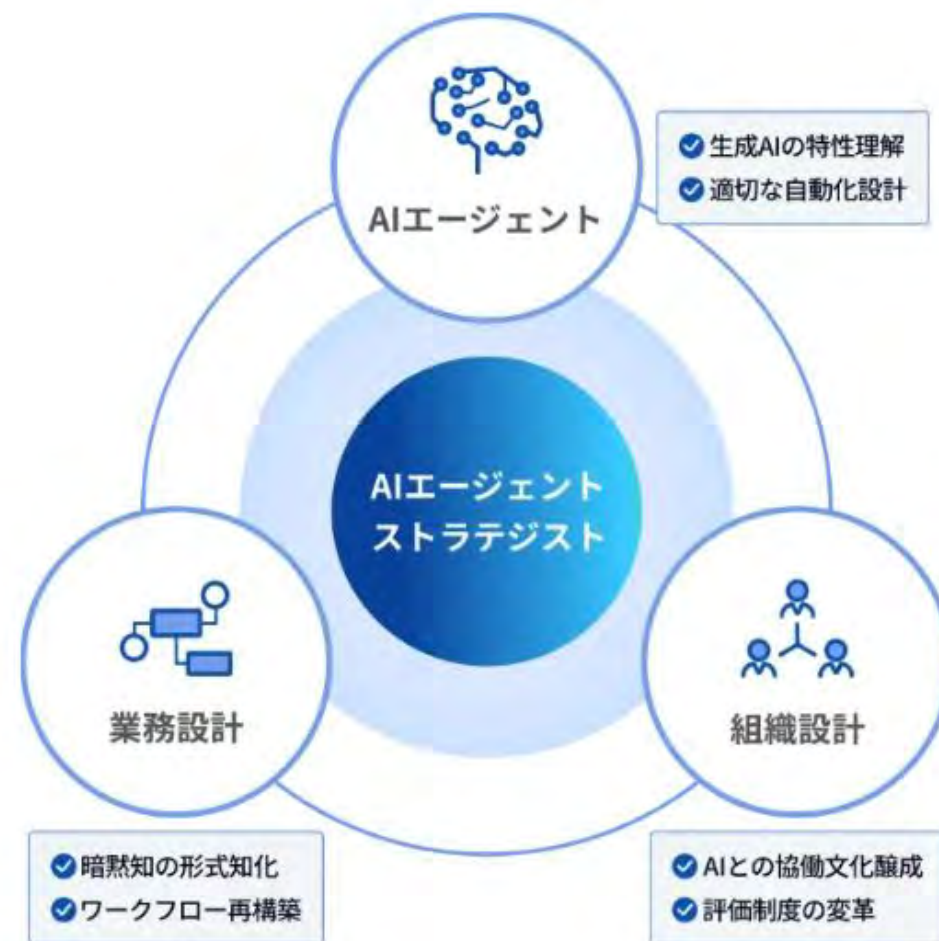 生成AIの特性理解
適切な自動化設計
AIエージェント
AIエージェント
ストラテジスト
業務設計
組織設計
暗黙知の形式知化
ワークフロー再構築
AIとの協働文化醸成
評価制度の変革